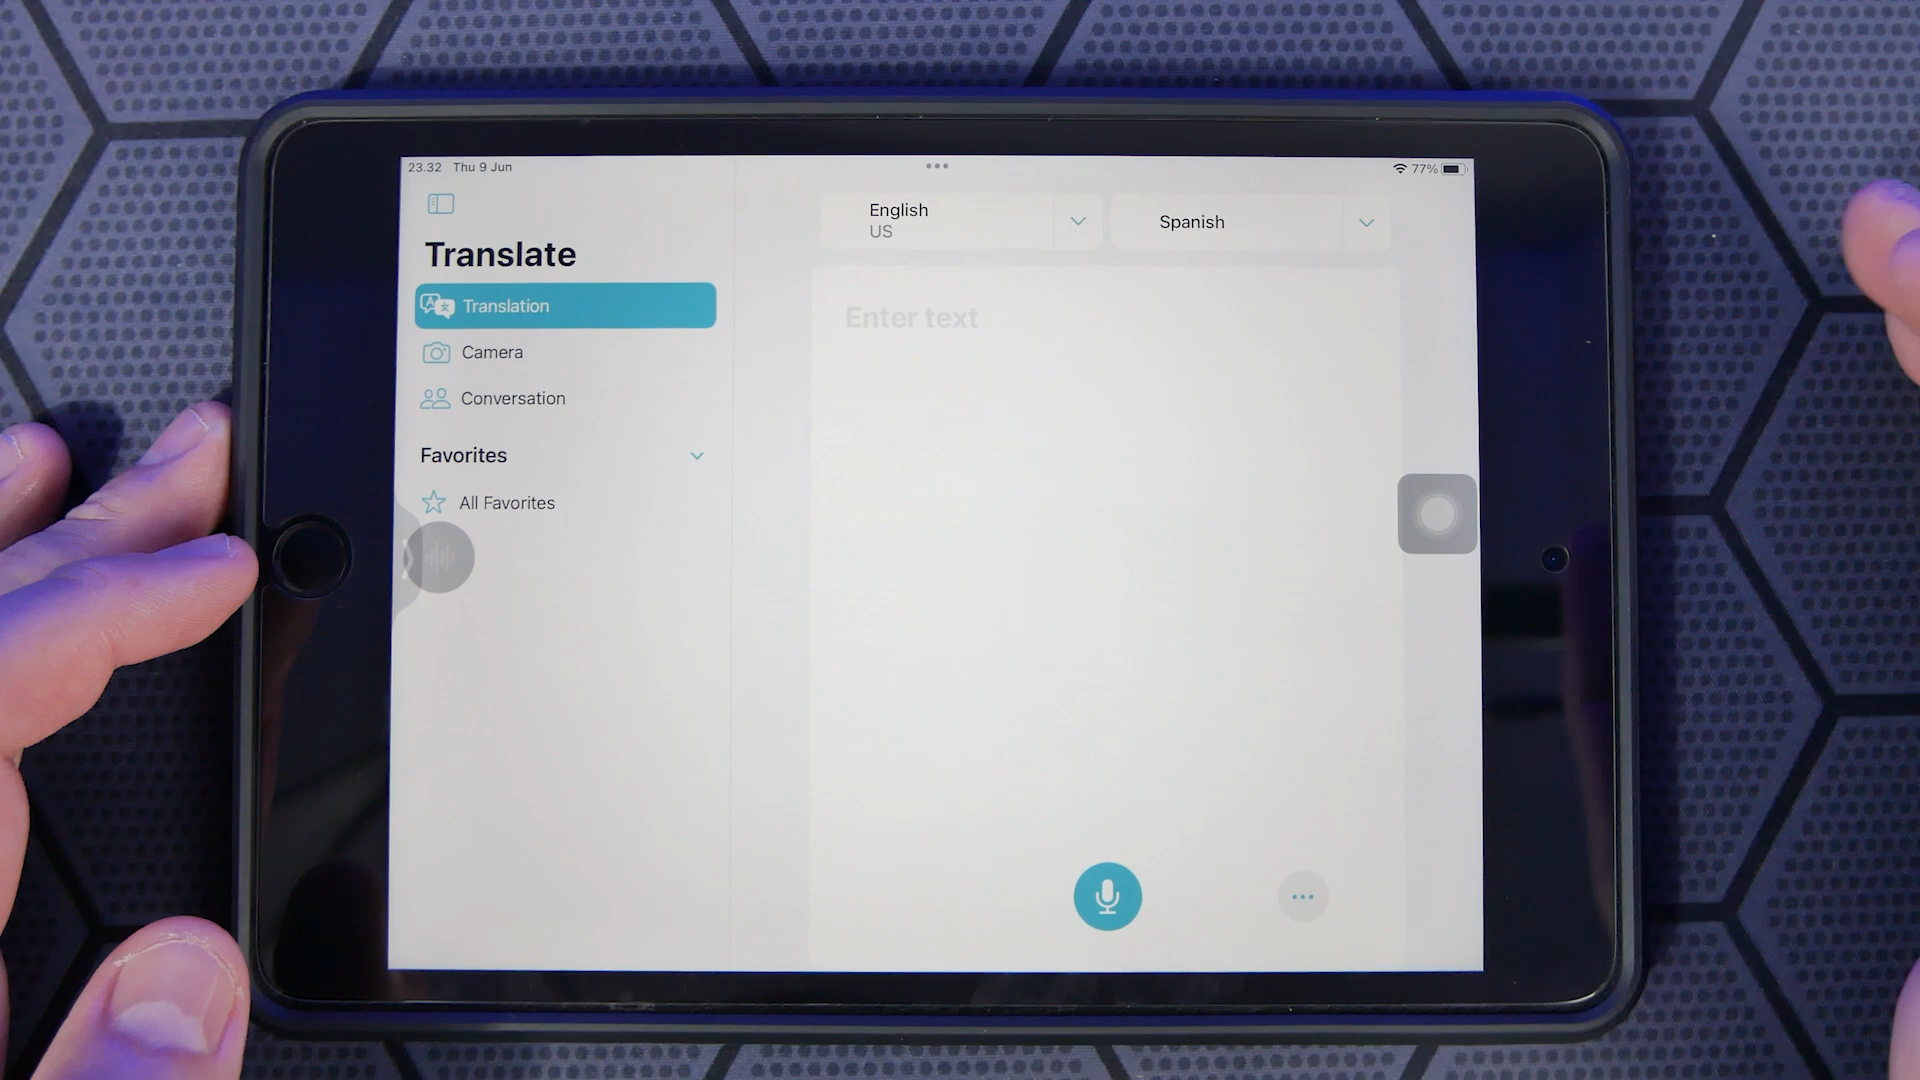 23.32 Thu 9 Jun
77%
Translate
Translation
Camera
Conversation
Favorites
All Favorites
English
US
Spanish
Enter text